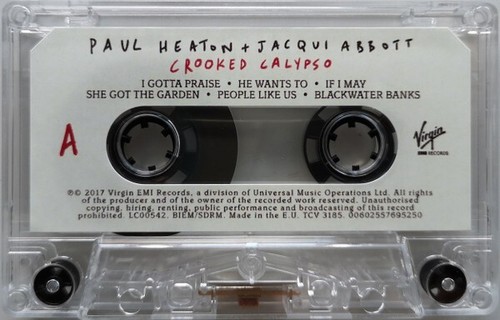 PAUL HEATON + JACQUI ABBOTT
CROOKED CALYPSO
I GOTTA PRAISE • HE WANTS TO • IF I MAY
SHE GOT THE GARDEN • PEOPLE LIKE US • BLACKWATER BANKS
A
Virgin
EMI RECORDS
℗© 2017 Virgin EMI Records, a division of Universal Music Operations Ltd. All rights
of the producer and of the owner of the recorded work reserved. Unauthorised
copying, hiring, renting, public performance and broadcasting of this record
prohibited. LC00542. BIEM/SDRM. Made in the E.U. TCV 3185. 00602557695250